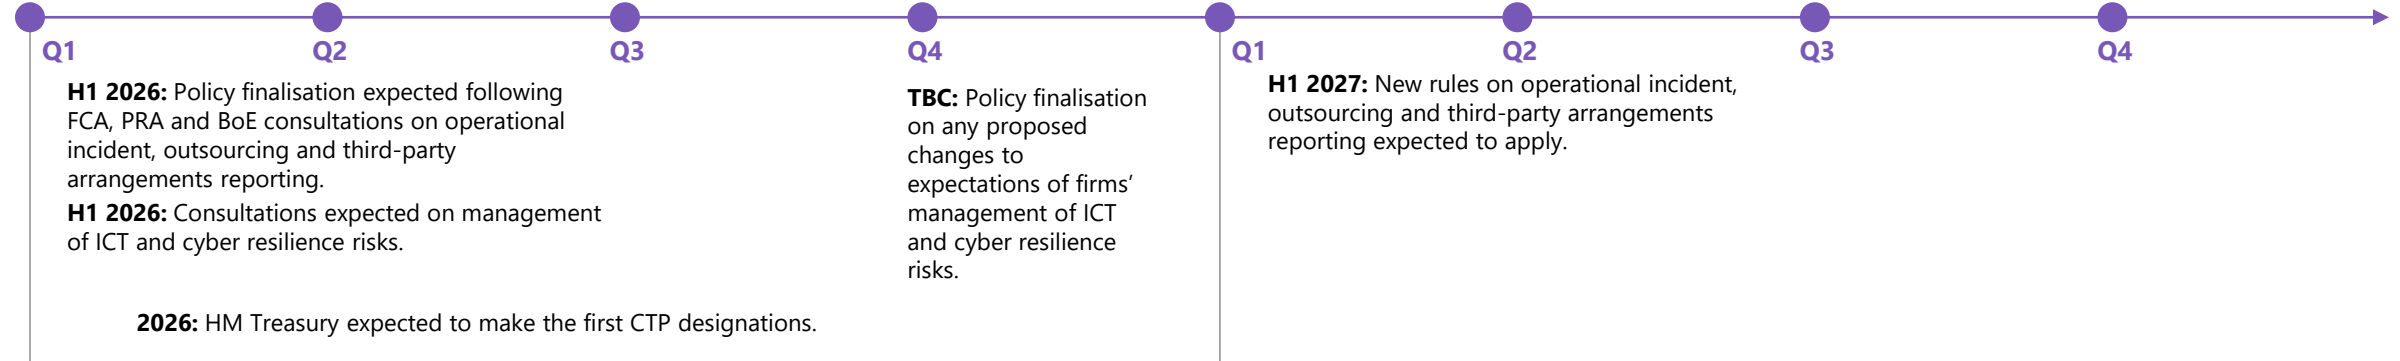 Q1
Q2
Q3
Q4
Q1
Q2
Q3
Q4
H1 2026: Policy finalisation expected following
FCA, PRA and BoE consultations on operational
incident, outsourcing and third-party
arrangements reporting.
H1 2026: Consultations expected on management
of ICT and cyber resilience risks.
2026: HM Treasury expected to make the first CTP designations.
TBC: Policy finalisation
on any proposed
changes to
expectations of firms’
management of ICT
and cyber resilience
risks.
H1 2027: New rules on operational incident,
outsourcing and third-party arrangements
reporting expected to apply.